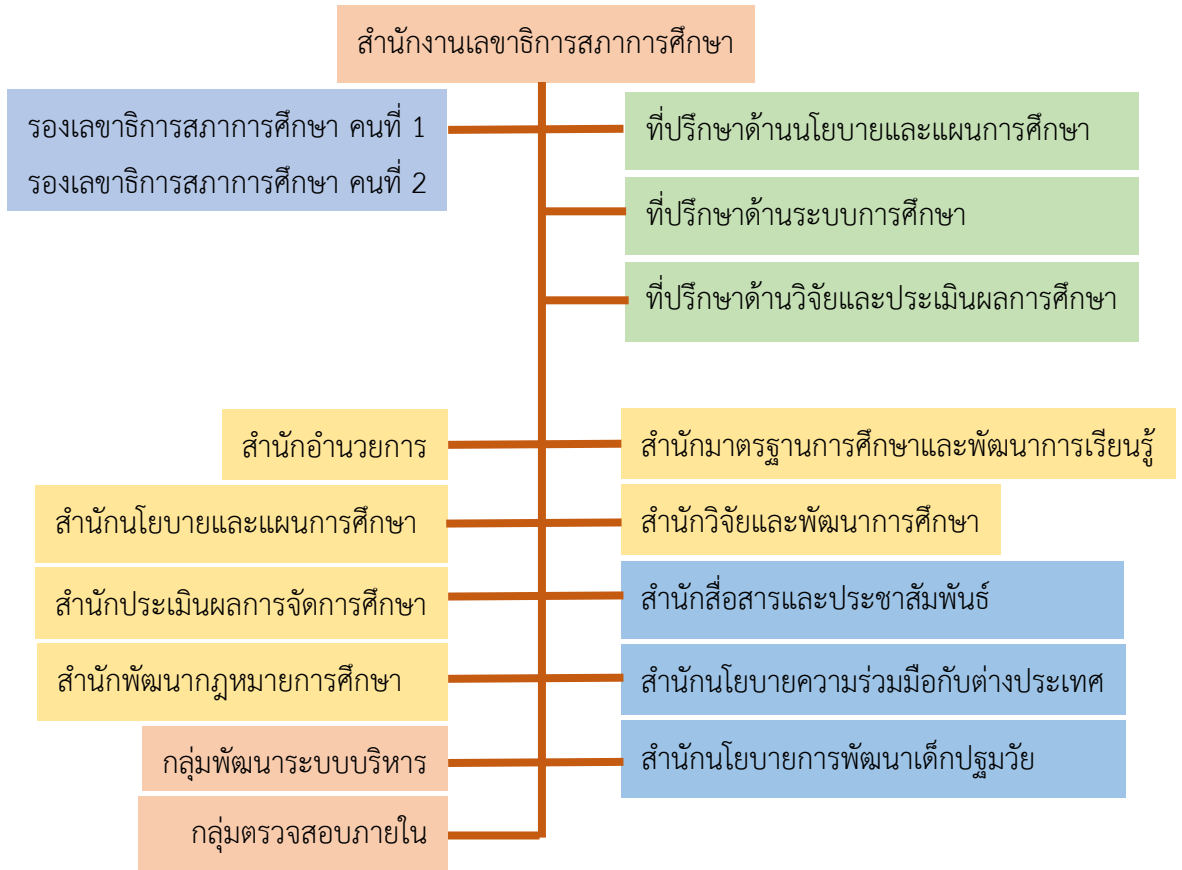 สำนักงานเลขาธิการสภาการศึกษา
รองเลขาธิการสภาการศึกษา คนที่ 1
รองเลขาธิการสภาการศึกษา คนที่ 2
ที่ปรึกษาด้านนโยบายและแผนการศึกษา
ที่ปรึกษาด้านระบบการศึกษา
ที่ปรึกษาด้านวิจัยและประเมินผลการศึกษา
สำนักอำนวยการ
สำนักมาตรฐานการศึกษาและพัฒนาการเรียนรู้
สำนักนโยบายและแผนการศึกษา
สำนักวิจัยและพัฒนาการศึกษา
สำนักประเมินผลการจัดการศึกษา
สำนักสื่อสารและประชาสัมพันธ์
สำนักพัฒนากฎหมายการศึกษา
สำนักนโยบายความร่วมมือกับต่างประเทศ
กลุ่มพัฒนาระบบบริหาร
สำนักนโยบายการพัฒนาเด็กปฐมวัย
กลุ่มตรวจสอบภายใน